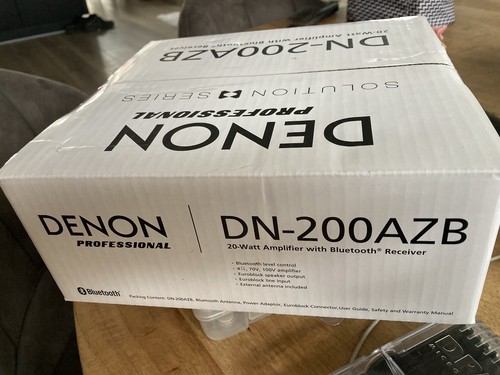 DN-200AZB
20-Watt Amplifier with Bluetooth® Receiver
SOLUTION SERIES
DENON
PROFESSIONAL
DENON
PROFESSIONAL
DN-200AZB
20-Watt Amplifier with Bluetooth® Receiver
- Bluetooth level control
- 4Ω, 70V, 100V amplifier
- Euroblock speaker output
- Euroblock line input
- External antenna included
Bluetooth®
Packing Content: DN-200AZB, Bluetooth Antenna, Power Adaptor, Euroblock Connector, User Guide, Safety and Warranty Manual